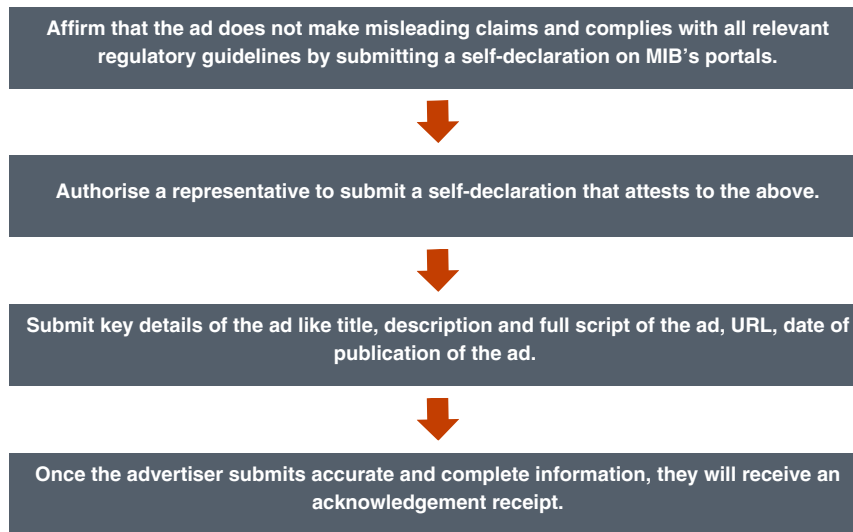 Affirm that the ad does not make misleading claims and complies with all relevant
regulatory guidelines by submitting a self-declaration on MIB’s portals.
Authorise a representative to submit a self-declaration that attests to the above.
Submit key details of the ad like title, description and full script of the ad, URL, date of
publication of the ad.
Once the advertiser submits accurate and complete information, they will receive an
acknowledgement receipt.